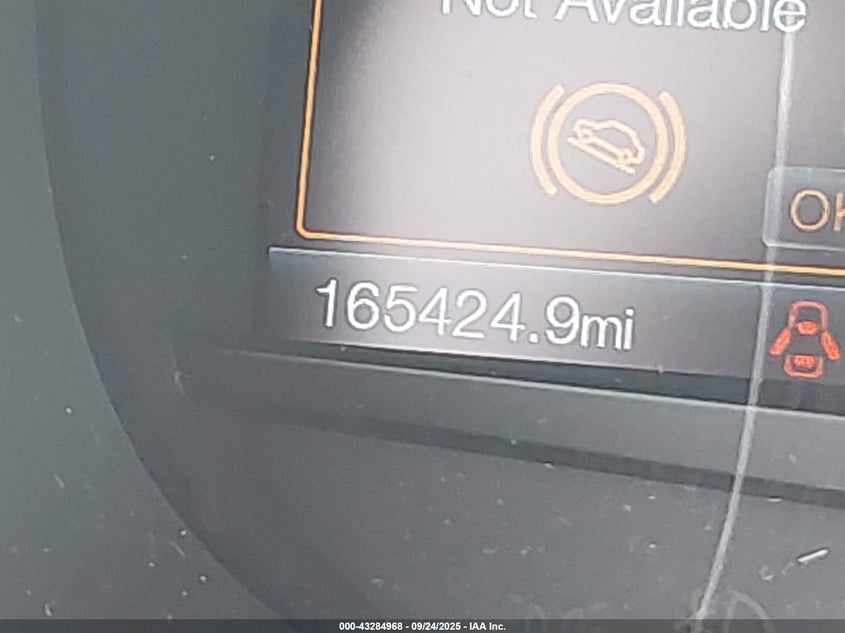 Not Available
OK
165424.9mi
000-43284968 - 09/24/2025 - IAA Inc.